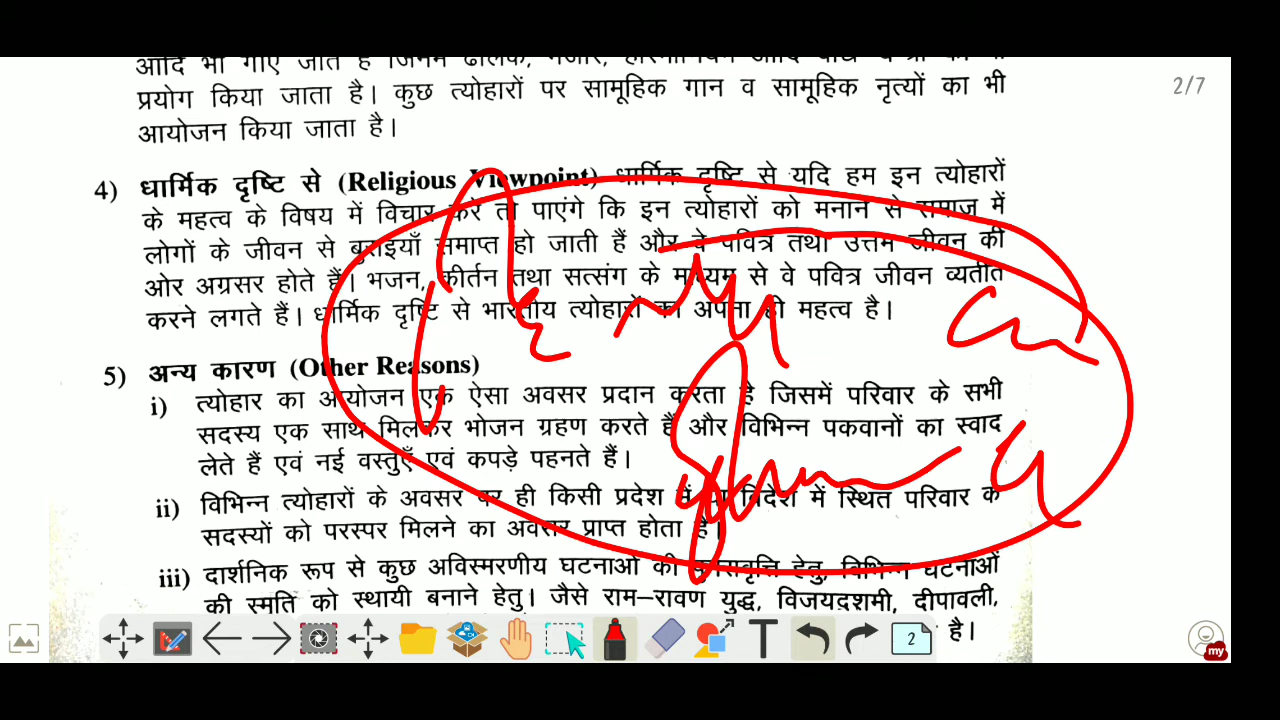 प्रयोग किया जाता है। कुछ त्योहारों पर सामूहिक गान व सामूहिक नृत्यों का भी
2/7
आयोजन किया जाता है।
4) धार्मिक दृष्टि से (Religious Viewpoint) धार्मिक दृष्टि से यदि हम इन त्योहारों
के महत्व के विषय में विचार करें तो पाएंगे कि इन त्योहारों को मनाने से समाज में
लोगों के जीवन से बुराइयाँ समाप्त हो जाती हैं और वे पवित्र तथा उत्तम जीवन की
ओर अग्रसर होते हैं। भजन, कीर्तन तथा सत्संग के माध्यम से वे पवित्र जीवन व्यतीत
करने लगते हैं। धार्मिक दृष्टि से भारतीय त्योहारों का अपना ही महत्व है।
5) अन्य कारण (Other Reasons)
i) त्योहार का आयोजन एक ऐसा अवसर प्रदान करता है जिसमें परिवार के सभी
सदस्य एक साथ मिलकर भोजन ग्रहण करते हैं और विभिन्न पकवानों का स्वाद
लेते हैं एवं नई वस्तुएँ एवं कपड़े पहनते हैं।
ii) विभिन्न त्योहारों के अवसर पर ही किसी प्रदेश में या विदेश में स्थित परिवार के
सदस्यों को परस्पर मिलने का अवसर प्राप्त होता है।
iii) दार्शनिक रूप से कुछ अविस्मरणीय घटनाओं की पुनरावृत्ति हेतु, विभिन्न घटनाओं
की स्मति को स्थायी बनाने हेतु। जैसे राम–रावण युद्ध, विजयदशमी, दीपावली,
है।
T
2
my